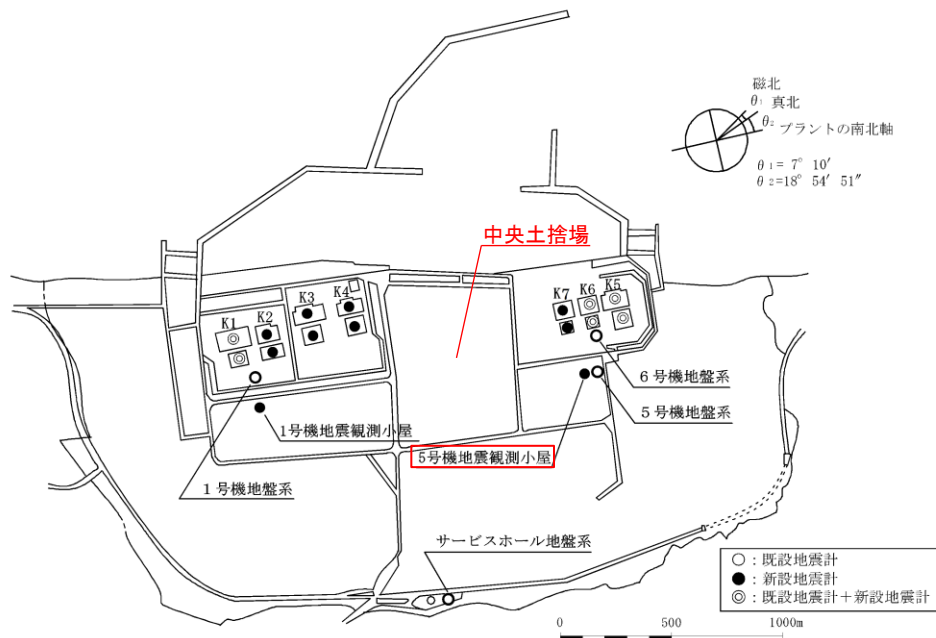 磁北
θ₁ 真北
θ₂ プラントの南北軸
θ₁= 7° 10′
θ₂=18° 54′ 51″
中央土捨場
K1
K2
K3
K4
K7
K6
K5
6号機地盤系
5号機地盤系
1号機地震観測小屋
5号機地震観測小屋
1号機地盤系
サービスホール地盤系
○：既設地震計
●：新設地震計
◎：既設地震計＋新設地震計
0 500 1000m